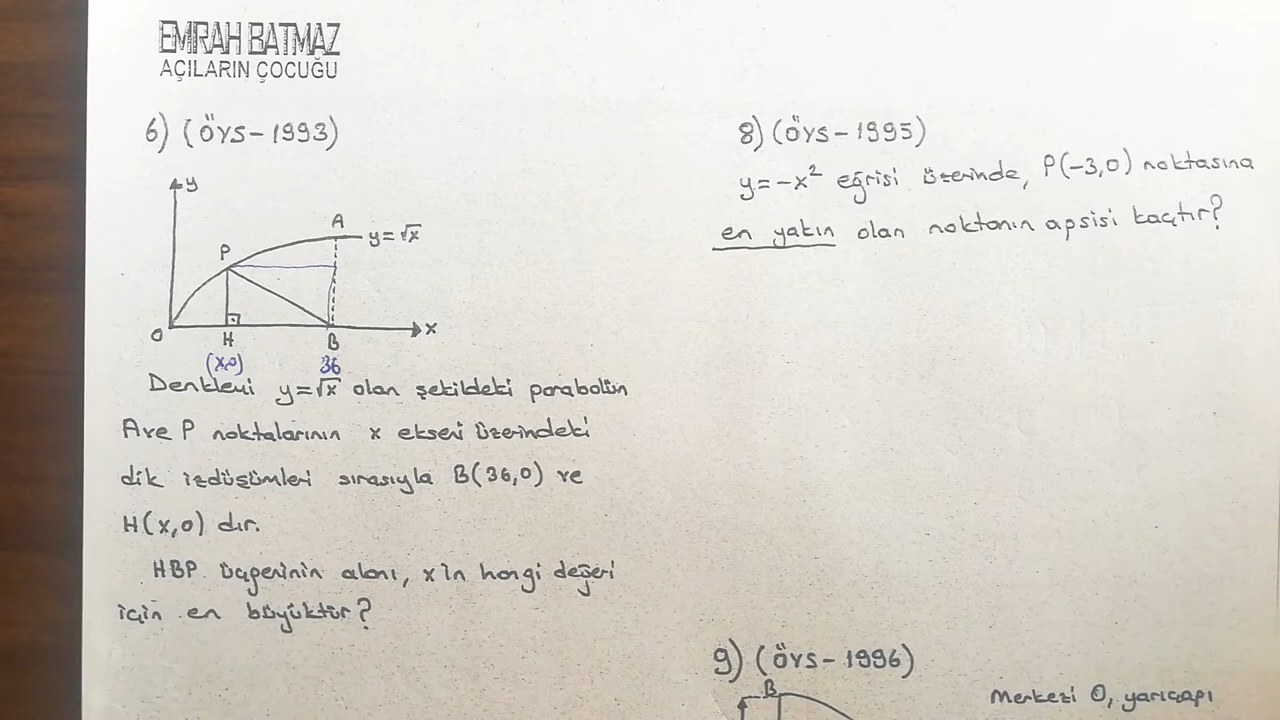 EMRAH BATMAZ
AÇILARIN ÇOCUĞU
6) (ÖYS-1993)
y
A
y=√x
P
O
H
B
x
(x,0)
36
Denklemi y=√x olan şekildeki parabolün
A ve P noktalarının x ekseni üzerindeki
dik izdüşümleri sırasıyla B(36,0) ve
H(x,0) dır.
HBP üçgeninin alanı, x'in hangi değeri
için en büyüktür?
8) (ÖYS-1995)
y=-x² eğrisi üzerinde, P(-3,0) noktasına
en yakın olan noktanın apsisi kaçtır?
9) (ÖYS-1996)
B
Merkezi O, yarıçapı